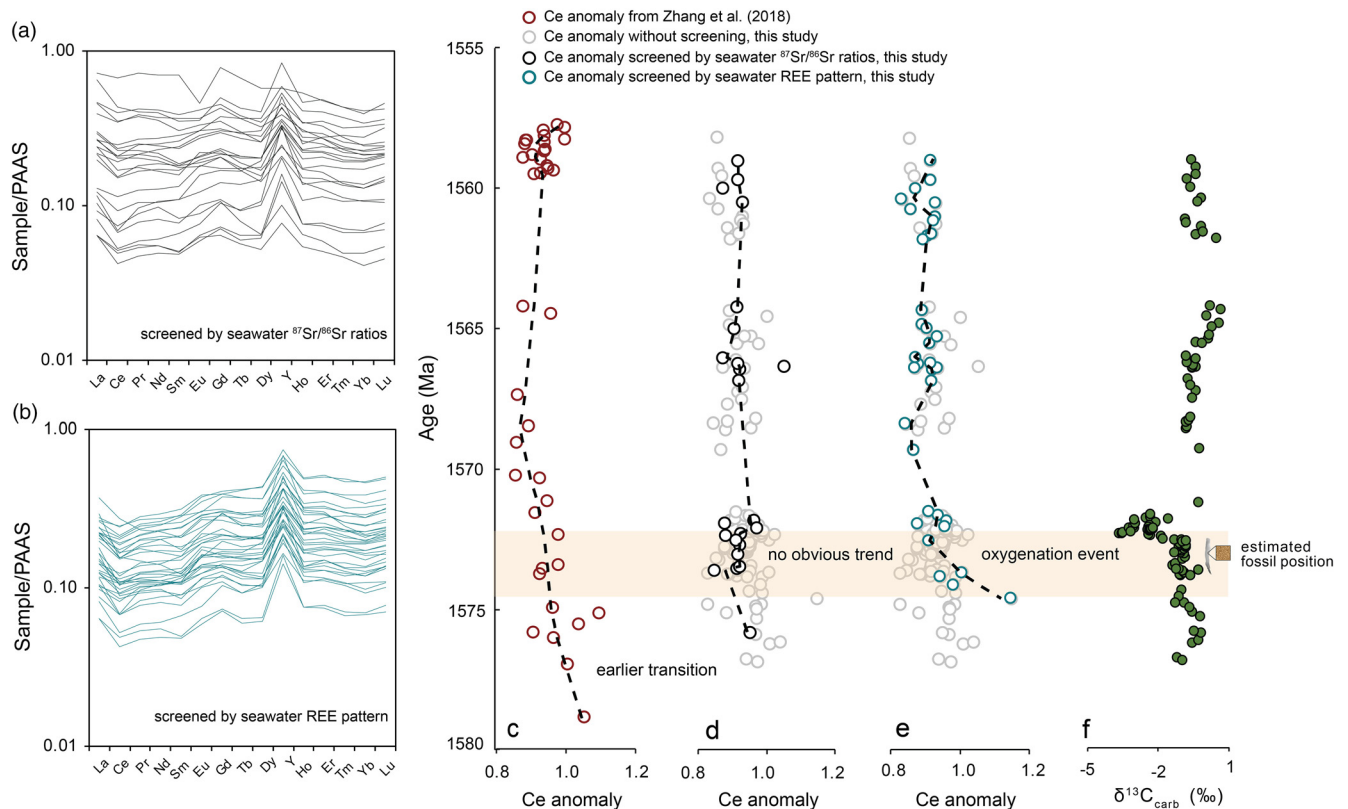 (a)
1.00
0.10
0.01
Sample/PAAS
screened by seawater ⁸⁷Sr/⁸⁶Sr ratios
La Ce Pr Nd Sm Eu Gd Tb Dy Y Ho Er Tm Yb Lu
(b)
1.00
0.10
0.01
Sample/PAAS
screened by seawater REE pattern
La Ce Pr Nd Sm Eu Gd Tb Dy Y Ho Er Tm Yb Lu
Ce anomaly from Zhang et al. (2018)
Ce anomaly without screening, this study
Ce anomaly screened by seawater ⁸⁷Sr/⁸⁶Sr ratios, this study
Ce anomaly screened by seawater REE pattern, this study
Age (Ma)
1555
1560
1565
1570
1575
1580
no obvious trend
oxygenation event
estimated
fossil position
earlier transition
c
d
e
f
0.8 1.0 1.2
0.8 1.0 1.2
0.8 1.0 1.2
-5 -2 1
Ce anomaly
Ce anomaly
Ce anomaly
δ¹³C carb (‰)